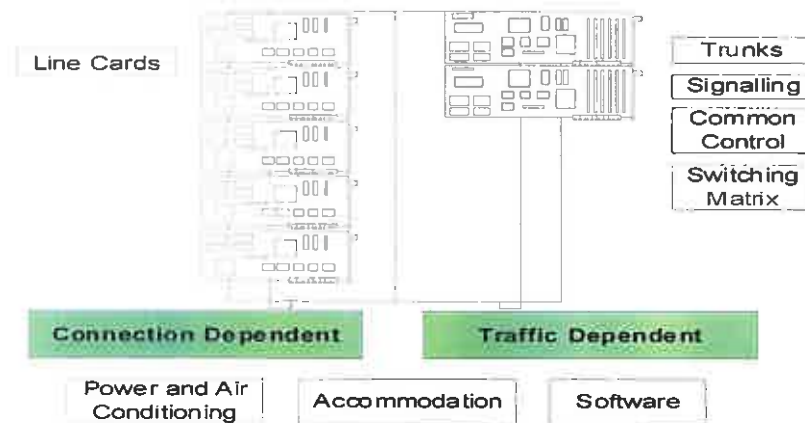 Line Cards
Trunks
Signalling
Common
Control
Switching
Matrix
Connection Dependent
Traffic Dependent
Power and Air
Conditioning
Accommodation
Software